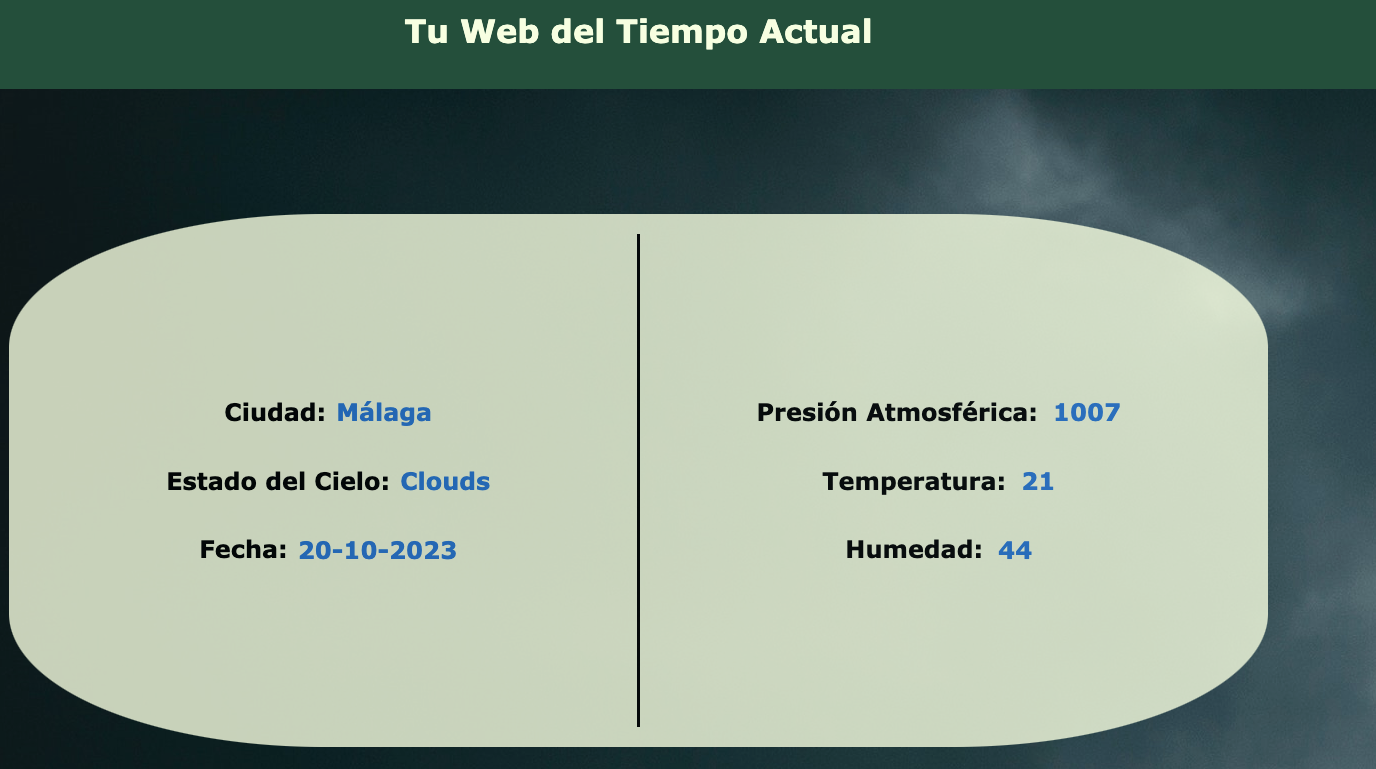 Tu Web del Tiempo Actual
Ciudad: Málaga
Estado del Cielo: Clouds
Fecha: 20-10-2023
Presión Atmosférica: 1007
Temperatura: 21
Humedad: 44